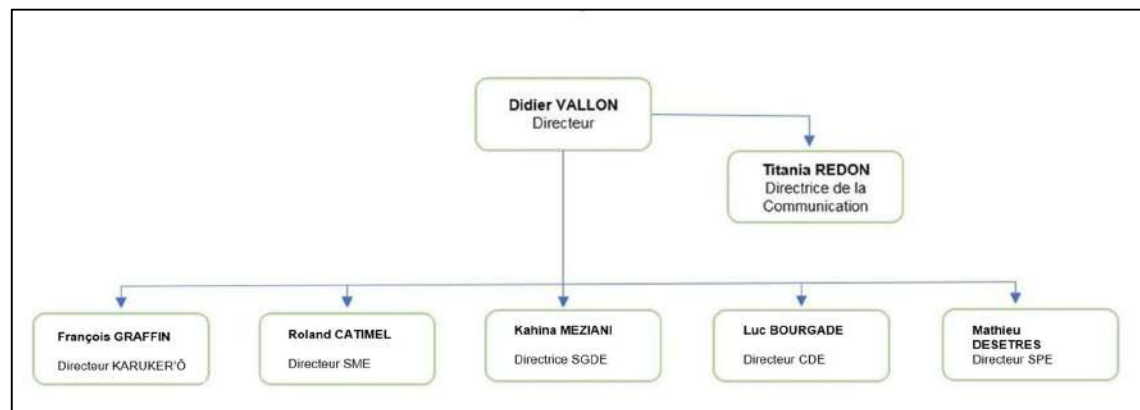 Didier VALLON
Directeur
Titania REDON
Directrice de la
Communication
François GRAFFIN
Directeur KARUKER'Ô
Roland CATIMEL
Directeur SME
Kahina MEZIANI
Directrice SGDE
Luc BOURGADE
Directeur CDE
Mathieu
DESETRES
Directeur SPE